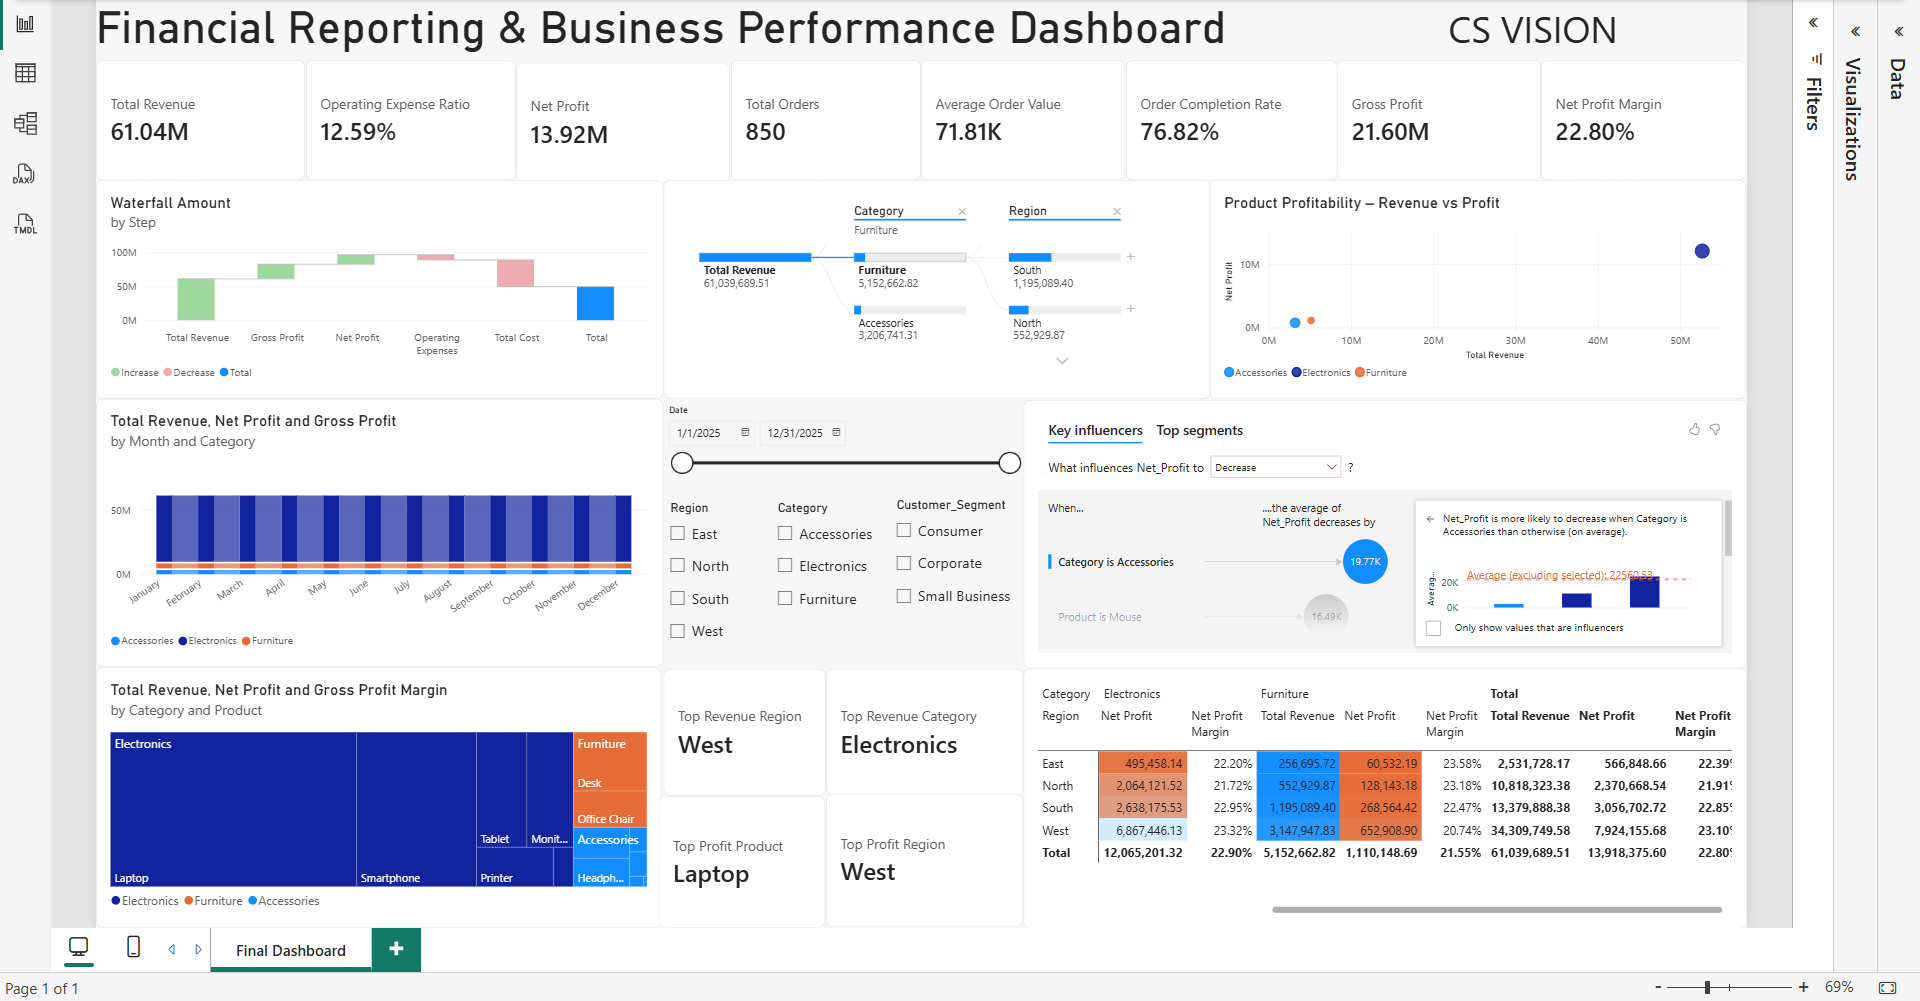 Financial Reporting & Business Performance Dashboard
CS VISION
Total Revenue
61.04M
Operating Expense Ratio
12.59%
Net Profit
13.92M
Total Orders
850
Average Order Value
71.81K
Order Completion Rate
76.82%
Gross Profit
21.60M
Net Profit Margin
22.80%
Waterfall Amount
by Step
100M
50M
0M
Total Revenue
Gross Profit
Net Profit
Operating
Expenses
Total Cost
Total
Increase
Decrease
Total
Category
Furniture
Region
Total Revenue
61,039,689.51
Furniture
5,152,662.82
Accessories
3,206,741.31
South
1,195,089.40
North
552,929.87
Product Profitability – Revenue vs Profit
Net Profit
10M
0M
0M
10M
20M
30M
40M
50M
Total Revenue
Accessories
Electronics
Furniture
Total Revenue, Net Profit and Gross Profit
by Month and Category
50M
0M
January
February
March
April
May
June
July
August
September
October
November
December
Accessories
Electronics
Furniture
Date
1/1/2025
12/31/2025
Region
East
North
South
West
Category
Accessories
Electronics
Furniture
Customer_Segment
Consumer
Corporate
Small Business
Key influencers
Top segments
What influences Net_Profit to
Decrease
?
When...
....the average of
Net_Profit decreases by
Category is Accessories
19.77K
Product is Mouse
16.49K
Net_Profit is more likely to decrease when Category is
Accessories than otherwise (on average).
Averag...
20K
0K
Average (excluding selected): 22560.53
Only show values that are influencers
Total Revenue, Net Profit and Gross Profit Margin
by Category and Product
Electronics
Laptop
Smartphone
Tablet
Monit...
Printer
Furniture
Desk
Office Chair
Accessories
Headph...
Electronics
Furniture
Accessories
Top Revenue Region
West
Top Revenue Category
Electronics
Top Profit Product
Laptop
Top Profit Region
West
Category Electronics Furniture Total
Region Net Profit Net Profit Margin Total Revenue Net Profit Net Profit Margin Total Revenue Net Profit Net Profit Margin
East 495,458.14 22.20% 256,695.72 60,532.19 23.58% 2,531,728.17 566,848.66 22.39%
North 2,064,121.52 21.72% 552,929.87 128,143.18 23.18% 10,818,323.38 2,370,668.54 21.91%
South 2,638,175.53 22.95% 1,195,089.40 268,564.42 22.47% 13,379,888.38 3,056,702.72 22.85%
West 6,867,446.13 23.32% 3,147,947.83 652,908.90 20.74% 34,309,749.58 7,924,155.68 23.10%
Total 12,065,201.32 22.90% 5,152,662.82 1,110,148.69 21.55% 61,039,689.51 13,918,375.60 22.80%
Filters
Visualizations
Data
DAX
TMDL
Final Dashboard
+
Page 1 of 1
- + 69%